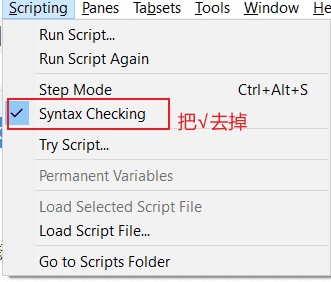 Scripting Panes Tabsets Tools Window He
Run Script...
Run Script Again
Step Mode Ctrl+Alt+S
Syntax Checking 把√去掉
Try Script...
Permanent Variables
Load Selected Script File
Load Script File...
Go to Scripts Folder